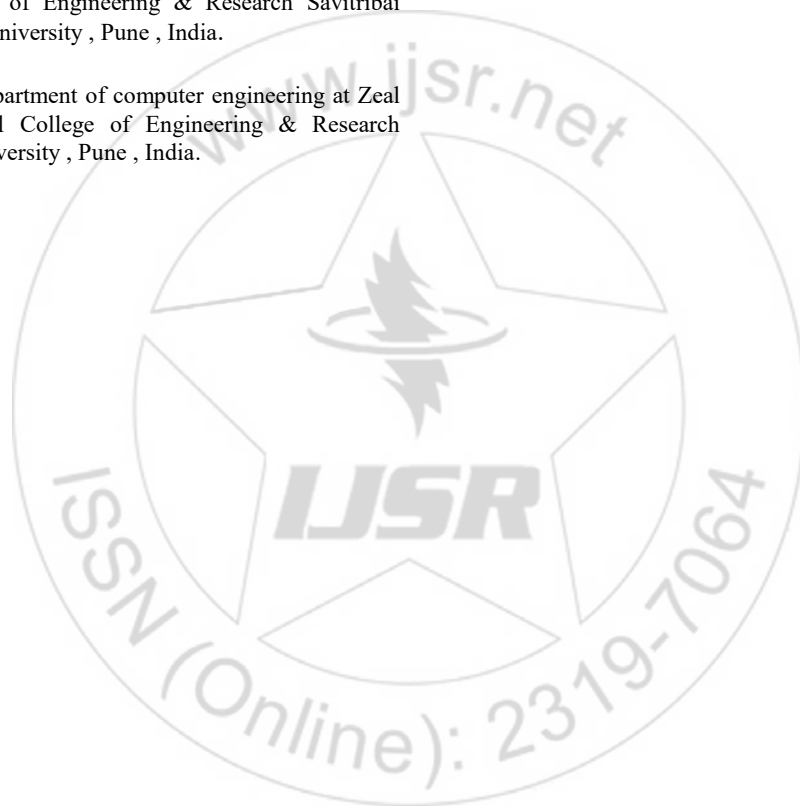 of Engineering & Research Savitribai
niversity , Pune , India.
partment of computer engineering at Zeal
l College of Engineering & Research
versity , Pune , India.
www.ijsr.net
IJSR
ISSN (Online): 2319-7064